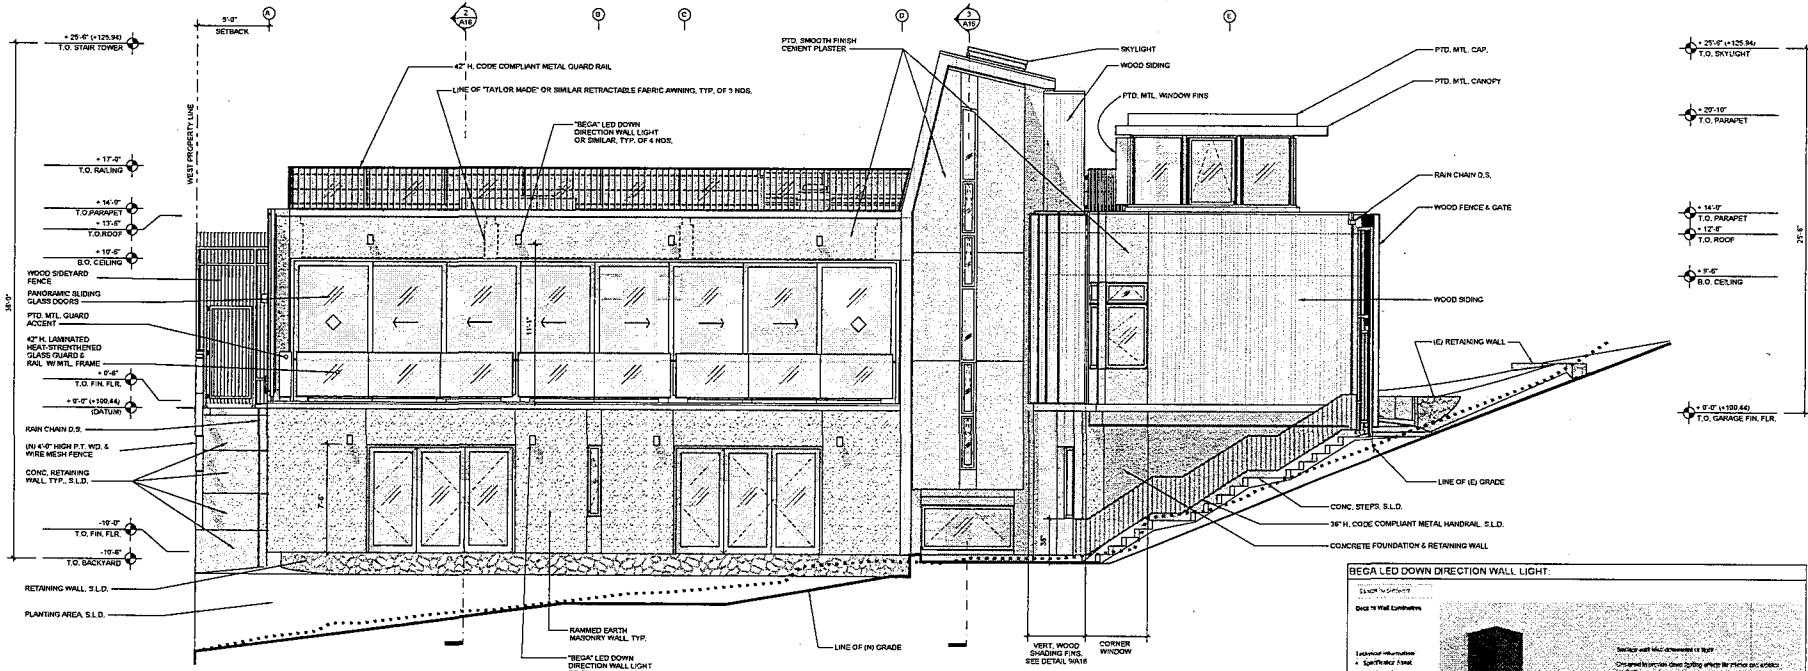 5'-0"
SETBACK
A
2
A16
B
C
D
3
A15
E
+ 25'-6" (+125.94)
T.O. STAIR TOWER
WEST PROPERTY LINE
+ 17'-0"
T.O. RAILING
+ 14'-0"
T.O. PARAPET
+ 13'-6"
T.O. ROOF
+ 10'-6"
B.O. CEILING
WOOD SIDEYARD
FENCE
PANORAMIC SLIDING
GLASS DOORS
PTD. MTL. GUARD
ACCENT
42" H. LAMINATED
HEAT-STRENTHENED
GLASS GUARD &
RAIL W/ MTL. FRAME
+ 0'-6"
T.O. FIN. FLR.
+ 0'-0" (+100.44)
(DATUM)
RAIN CHAIN D.S.
(N) 4'-0" HIGH P.T. WD. &
WIRE MESH FENCE
CONC. RETAINING
WALL, TYP., S.L.D.
-10'-0"
T.O. FIN. FLR.
-10'-6"
T.O. BACKYARD
RETAINING WALL, S.L.D.
PLANTING AREA, S.L.D.
36'-0"
42" H. CODE COMPLIANT METAL GUARD RAIL
LINE OF "TAYLOR MADE" OR SIMILAR RETRACTABLE FABRIC AWNING, TYP. OF 3 NOS.
"BEGA" LED DOWN
DIRECTION WALL LIGHT
OR SIMILAR, TYP. OF 4 NOS.
PTD. SMOOTH FINISH
CEMENT PLASTER
SKYLIGHT
WOOD SIDING
PTD. MTL. WINDOW FINS
PTD. MTL. CAP.
PTD. MTL. CANOPY
RAIN CHAIN D.S.
WOOD FENCE & GATE
WOOD SIDING
(E) RETAINING WALL
LINE OF (E) GRADE
CONC. STEPS, S.L.D.
36" H. CODE COMPLIANT METAL HANDRAIL, S.L.D.
CONCRETE FOUNDATION & RETAINING WALL
+ 25'-6" (+125.94)
T.O. SKYLIGHT
+ 20'-10"
T.O. PARAPET
+ 14'-0"
T.O. PARAPET
+ 12'-6"
T.O. ROOF
+ 9'-6"
B.O. CEILING
+ 0'-0" (+100.44)
T.O. GARAGE FIN. FLR.
25'-6"
11'-1"
7'-6"
36"
RAMMED EARTH
MASONRY WALL, TYP.
"BEGA" LED DOWN
DIRECTION WALL LIGHT
LINE OF (N) GRADE
VERT. WOOD
SHADING FINS.
SEE DETAIL 9/A18
CORNER
WINDOW
BEGA LED DOWN DIRECTION WALL LIGHT: